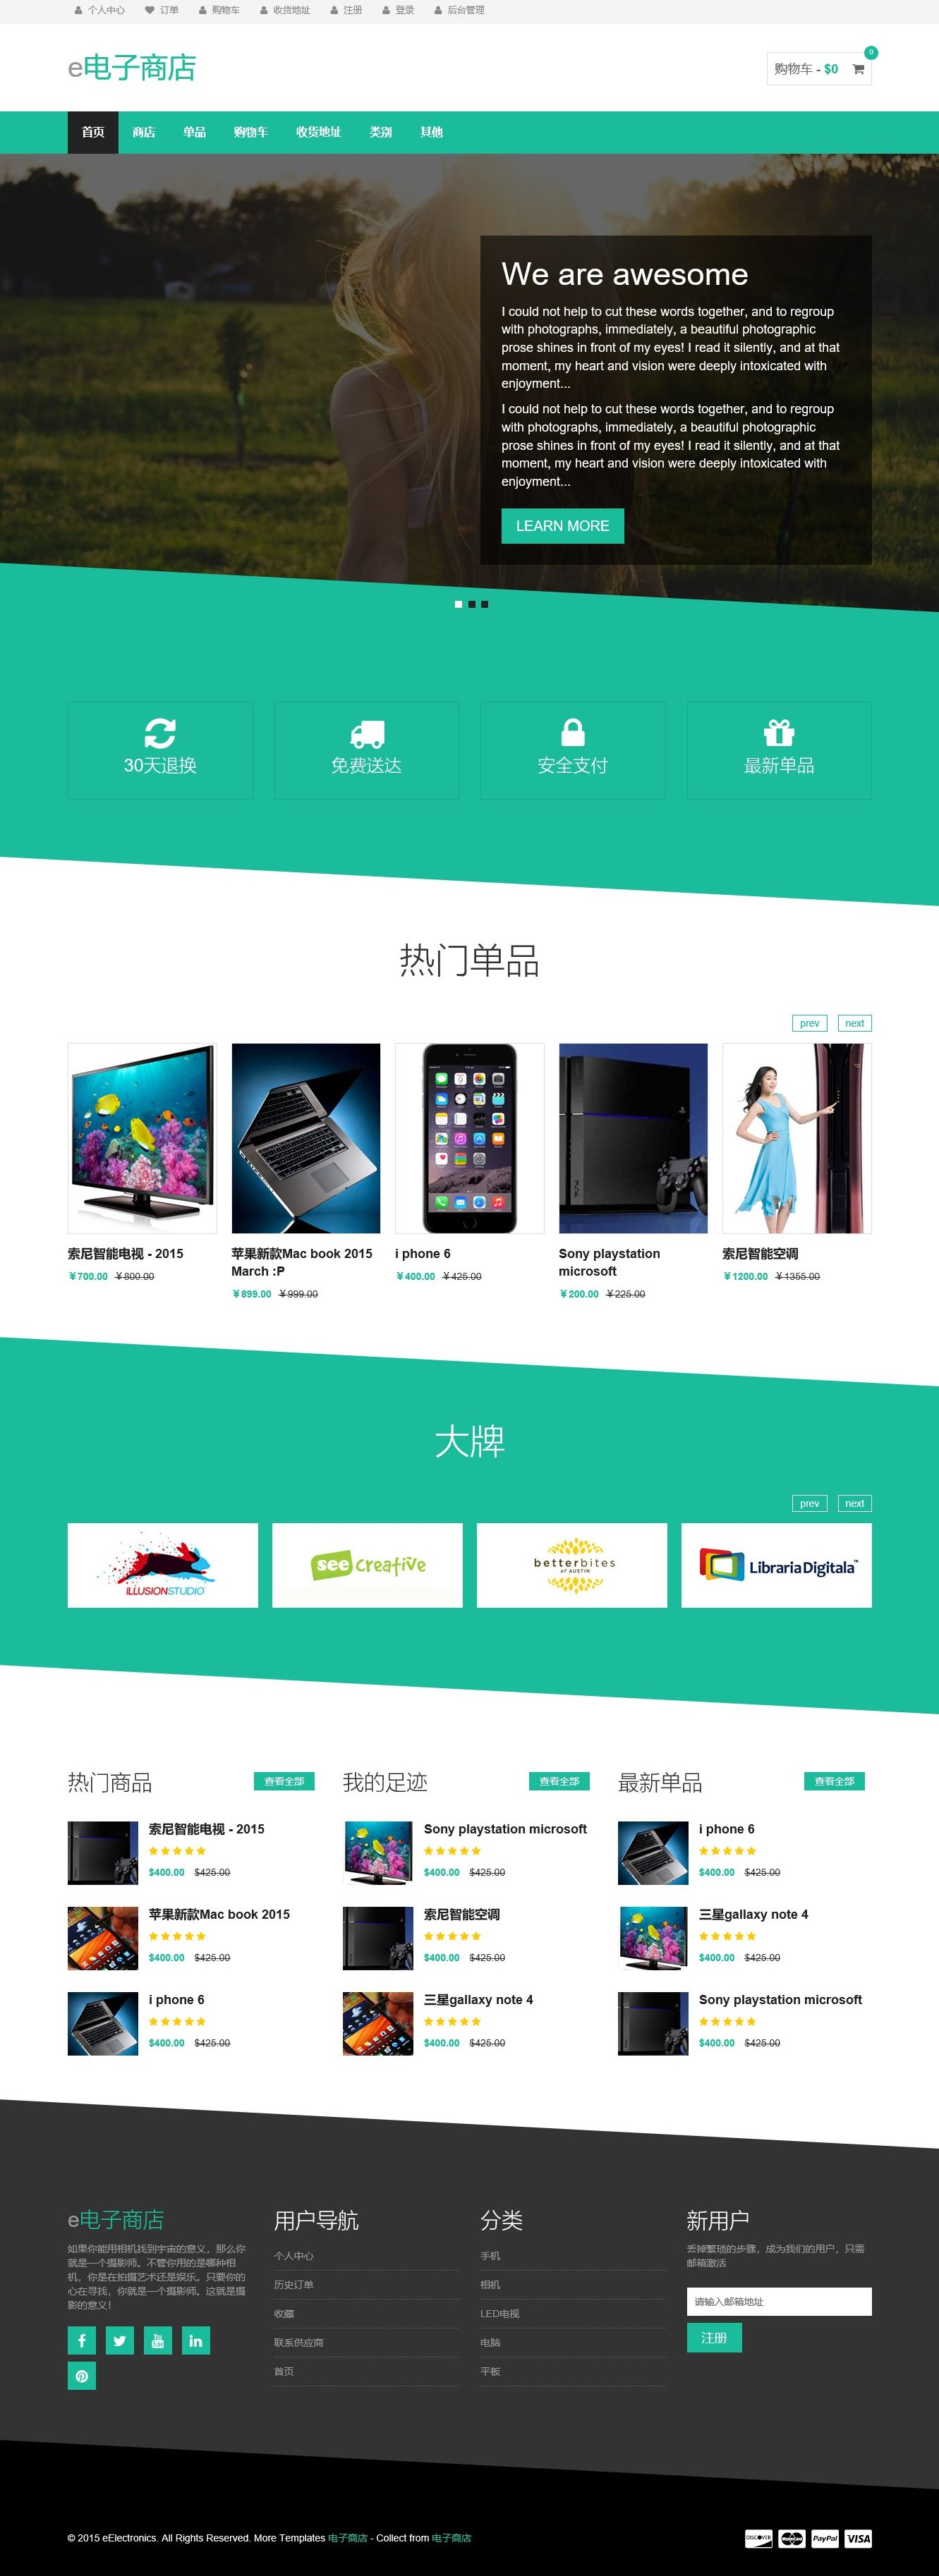 个人中心 订单 购物车 收货地址 注册 登录 后台管理
e电子商店
购物车 - $0
0
首页 商店 单品 购物车 收货地址 类别 其他
We are awesome
I could not help to cut these words together, and to regroup
with photographs, immediately, a beautiful photographic
prose shines in front of my eyes! I read it silently, and at that
moment, my heart and vision were deeply intoxicated with
enjoyment...
I could not help to cut these words together, and to regroup
with photographs, immediately, a beautiful photographic
prose shines in front of my eyes! I read it silently, and at that
moment, my heart and vision were deeply intoxicated with
enjoyment...
LEARN MORE
30天退换 免费送达 安全支付 最新单品
热门单品
prev next
索尼智能电视 - 2015
¥700.00 ¥800.00
苹果新款Mac book 2015
March :P
¥899.00 ¥999.00
i phone 6
¥400.00 ¥425.00
Sony playstation
microsoft
¥200.00 ¥225.00
索尼智能空调
¥1200.00 ¥1355.00
大牌
prev next
ILLUSIONSTUDIO
see creative
betterbites
of AUSTIN
Libraria Digitala™
热门商品 查看全部
索尼智能电视 - 2015
$400.00 $425.00
苹果新款Mac book 2015
$400.00 $425.00
i phone 6
$400.00 $425.00
我的足迹 查看全部
Sony playstation microsoft
$400.00 $425.00
索尼智能空调
$400.00 $425.00
三星gallaxy note 4
$400.00 $425.00
最新单品 查看全部
i phone 6
$400.00 $425.00
三星gallaxy note 4
$400.00 $425.00
Sony playstation microsoft
$400.00 $425.00
e电子商店
如果你能用相机找到宇宙的意义，那么你
就是一个摄影师。不管你用的是哪种相
机，你是在拍摄艺术还是娱乐。只要你的
心在寻找，你就是一个摄影师。这就是摄
影的意义！
用户导航
个人中心
历史订单
收藏
联系供应商
首页
分类
手机
相机
LED电视
电脑
平板
新用户
丢掉繁琐的步骤，成为我们的用户，只需
邮箱激活
请输入邮箱地址
注册
© 2015 eElectronics. All Rights Reserved. More Templates 电子商店 - Collect from 电子商店
DISCOVER MasterCard PayPal VISA